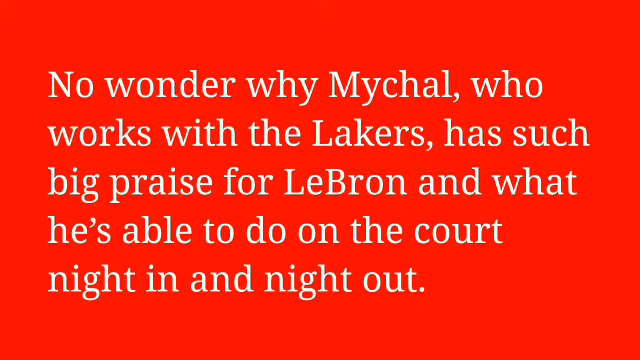 No wonder why Mychal, who
works with the Lakers, has such
big praise for LeBron and what
he’s able to do on the court
night in and night out.